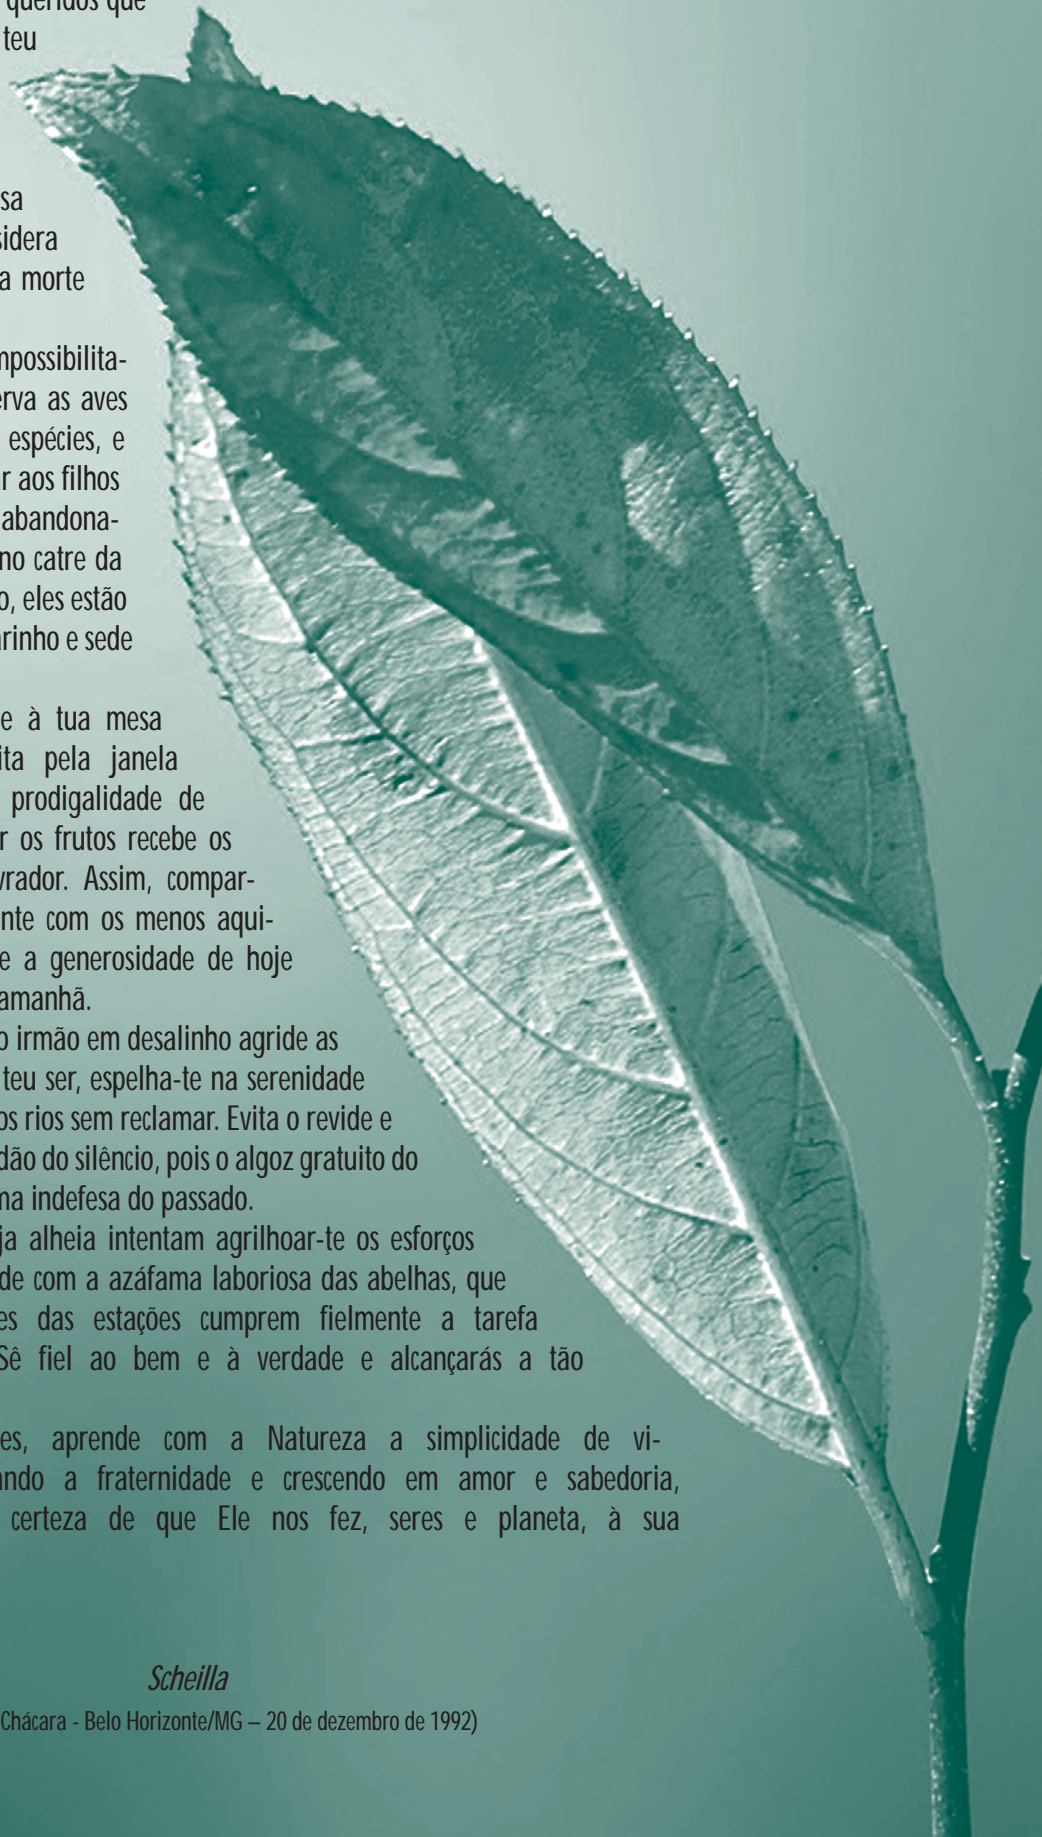 queridos que
teu
sa
sidera
a morte
mpossibilita-
erva as aves
espécies, e
r aos filhos
abandona-
no catre da
o, eles estão
arinho e sede
e à tua mesa
ita pela janela
prodigalidade de
r os frutos recebe os
vrador. Assim, compar-
nte com os menos aqui-
e a generosidade de hoje
amanhã.
o irmão em desalinho agride as
teu ser, espelha-te na serenidade
os rios sem reclamar. Evita o revide e
dão do silêncio, pois o algoz gratuito do
ma indefesa do passado.
ja alheia intentam agrilhoar-te os esforços
de com a azáfama laboriosa das abelhas, que
es das estações cumprem fielmente a tarefa
Sê fiel ao bem e à verdade e alcançarás a tão
es, aprende com a Natureza a simplicidade de vi-
ando a fraternidade e crescendo em amor e sabedoria,
certeza de que Ele nos fez, seres e planeta, à sua
Scheilla
Chácara - Belo Horizonte/MG – 20 de dezembro de 1992)